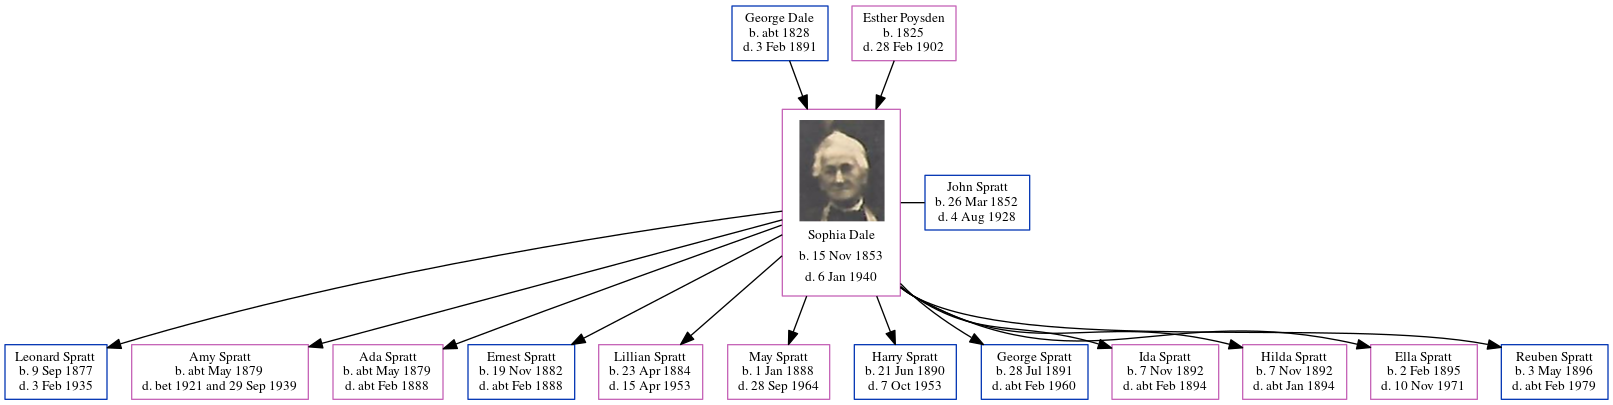 George Dale
b. abt 1828
d. 3 Feb 1891
Esther Poysden
b. 1825
d. 28 Feb 1902
Sophia Dale
b. 15 Nov 1853
d. 6 Jan 1940
John Spratt
b. 26 Mar 1852
d. 4 Aug 1928
Leonard Spratt
b. 9 Sep 1877
d. 3 Feb 1935
Amy Spratt
b. abt May 1879
d. bet 1921 and 29 Sep 1939
Ada Spratt
b. abt May 1879
d. abt Feb 1888
Ernest Spratt
b. 19 Nov 1882
d. abt Feb 1888
Lillian Spratt
b. 23 Apr 1884
d. 15 Apr 1953
May Spratt
b. 1 Jan 1888
d. 28 Sep 1964
Harry Spratt
b. 21 Jun 1890
d. 7 Oct 1953
George Spratt
b. 28 Jul 1891
d. abt Feb 1960
Ida Spratt
b. 7 Nov 1892
d. abt Feb 1894
Hilda Spratt
b. 7 Nov 1892
d. abt Jan 1894
Ella Spratt
b. 2 Feb 1895
d. 10 Nov 1971
Reuben Spratt
b. 3 May 1896
d. abt Feb 1979